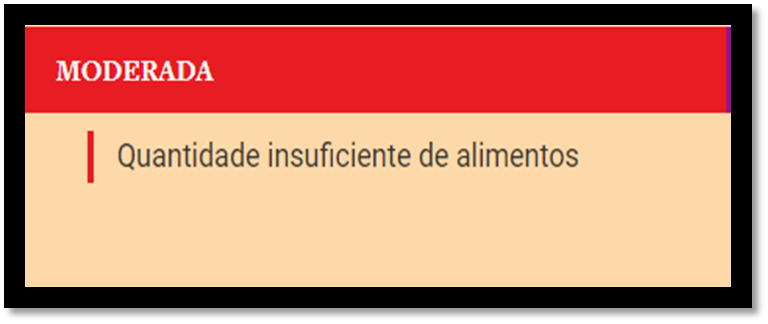 MODERADA
Quantidade insuficiente de alimentos